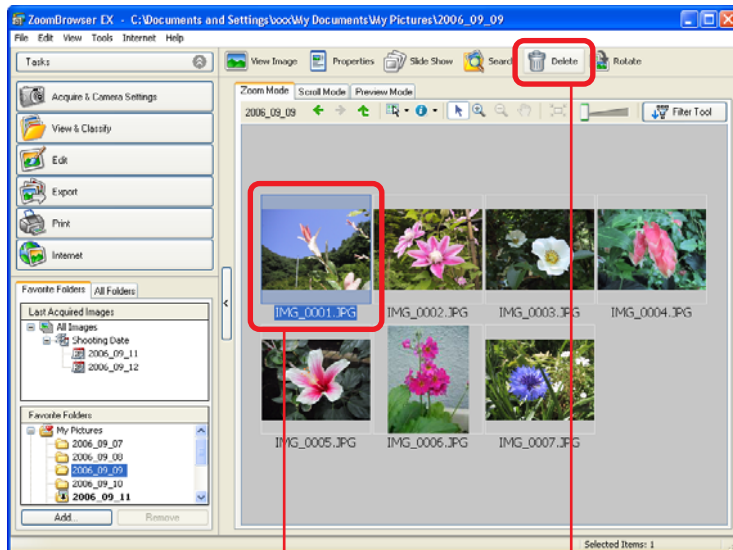 ZoomBrowser EX - C:\Documents and Settings\xxx\My Documents\My Pictures\2006_09_09
File Edit View Tools Internet Help
Tasks
View Image Properties Slide Show Search Delete Rotate
Acquire & Camera Settings
View & Classify
Edit
Export
Print
Internet
Zoom Mode Scroll Mode Preview Mode
2006_09_09 Filter Tool
IMG_0001.JPG IMG_0002.JPG IMG_0003.JPG IMG_0004.JPG
IMG_0005.JPG IMG_0006.JPG IMG_0007.JPG
Favorite Folders All Folders
Last Acquired Images
All Images
Shooting Date
2006_09_11
2006_09_12
Favorite Folders
My Pictures
2006_09_07
2006_09_08
2006_09_09
2006_09_10
2006_09_11
Add... Remove
Selected Items: 1